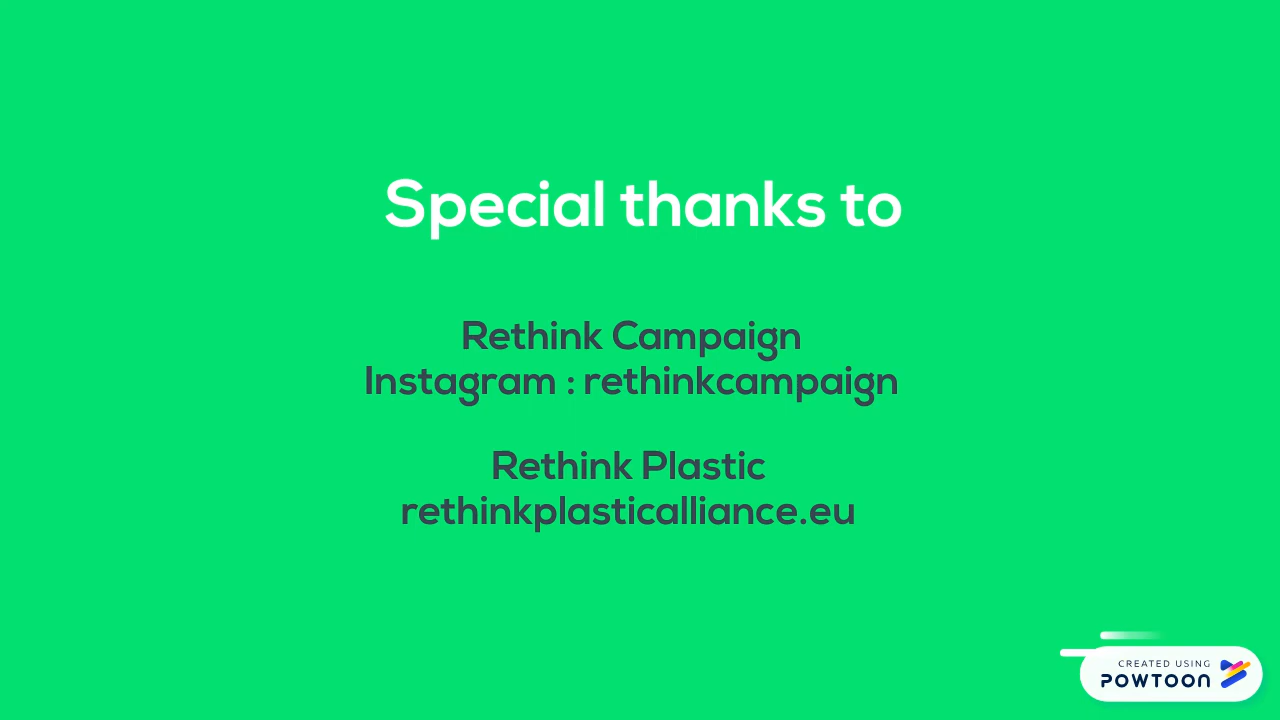 Special thanks to
Rethink Campaign
Instagram : rethinkcampaign
Rethink Plastic
rethinkplasticalliance.eu
CREATED USING
POWTOON